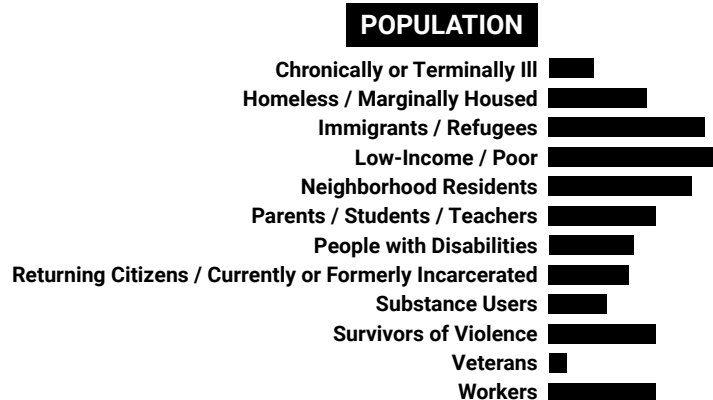 POPULATION
Chronically or Terminally Ill
Homeless / Marginally Housed
Immigrants / Refugees
Low-Income / Poor
Neighborhood Residents
Parents / Students / Teachers
People with Disabilities
Returning Citizens / Currently or Formerly Incarcerated
Substance Users
Survivors of Violence
Veterans
Workers